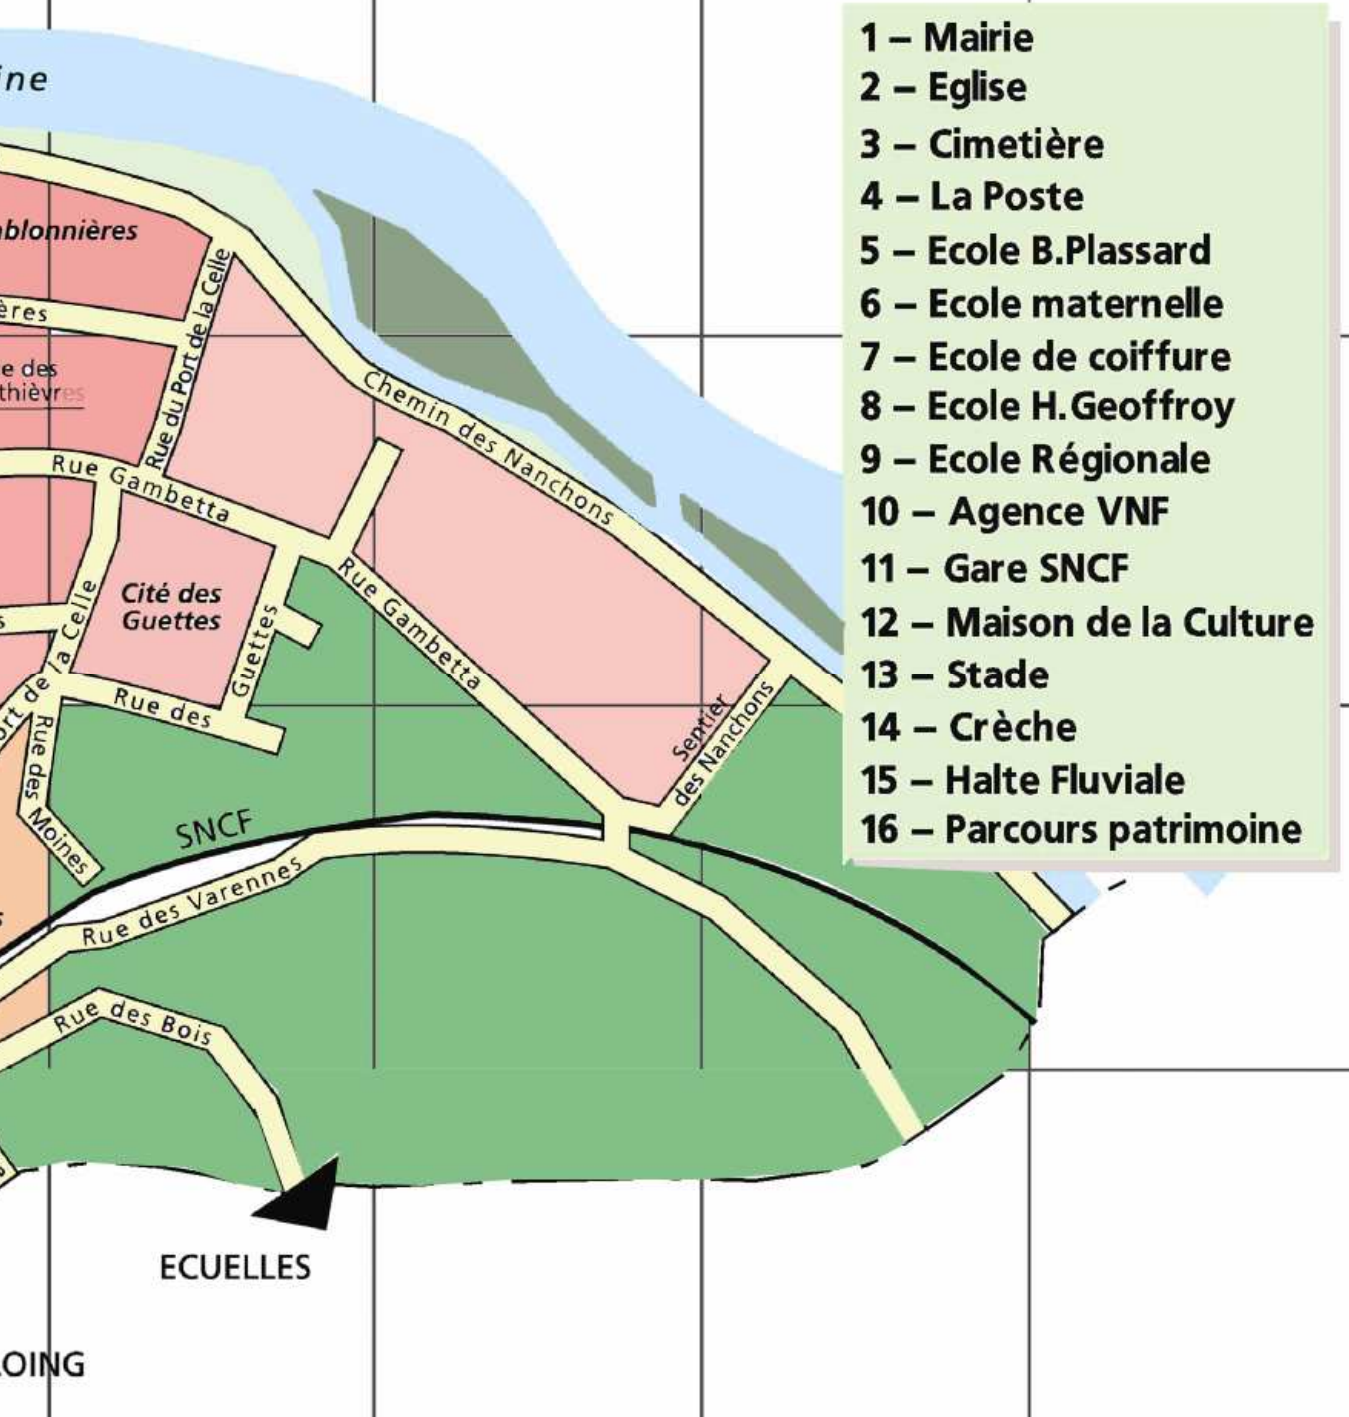 ine
ablonnières
ères
e des
thièvres
Rue du Port de la Celle
Chemin des Nanchons
Rue Gambetta
Cité des
Guettes
Guettes
Rue des
Rue Gambetta
s
ort de la Celle
Rue des
Moines
Sentier
des Nanchons
SNCF
Rue des Varennes
s
Rue des Bois
ECUELLES
OING
1 – Mairie
2 – Eglise
3 – Cimetière
4 – La Poste
5 – Ecole B.Plassard
6 – Ecole maternelle
7 – Ecole de coiffure
8 – Ecole H.Geoffroy
9 – Ecole Régionale
10 – Agence VNF
11 – Gare SNCF
12 – Maison de la Culture
13 – Stade
14 – Crèche
15 – Halte Fluviale
16 – Parcours patrimoine